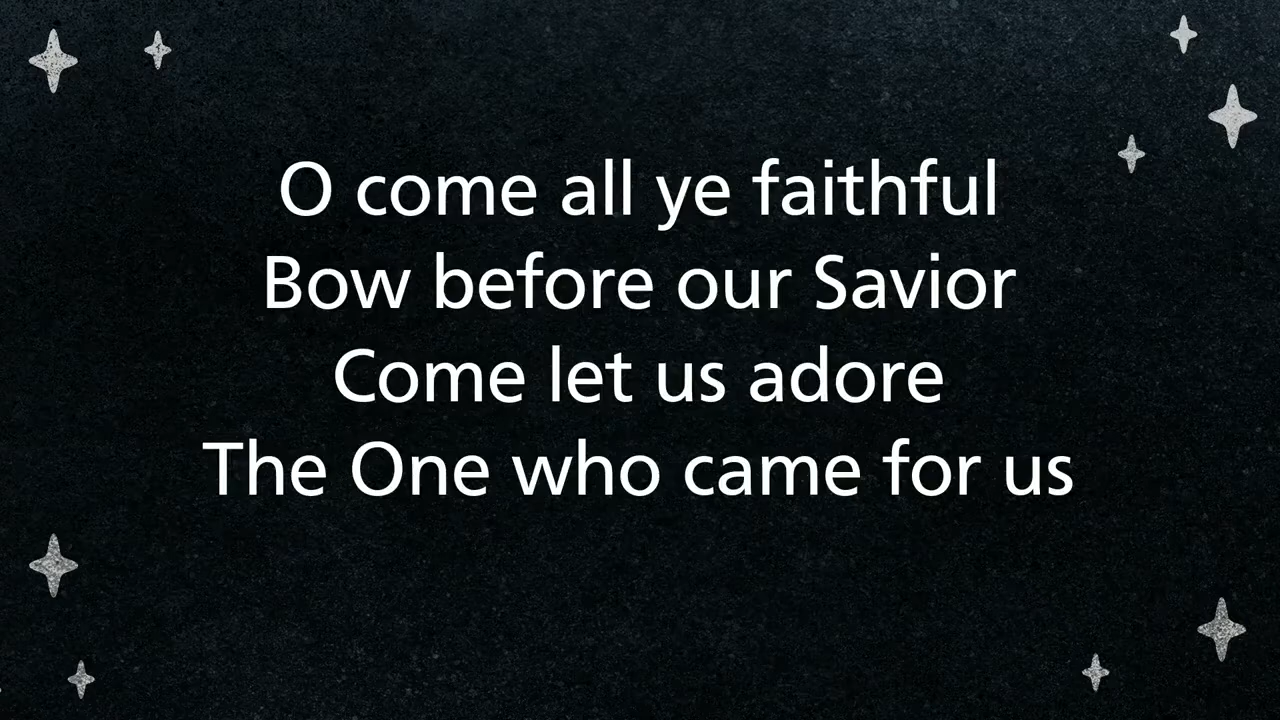 O come all ye faithful
Bow before our Savior
Come let us adore
The One who came for us